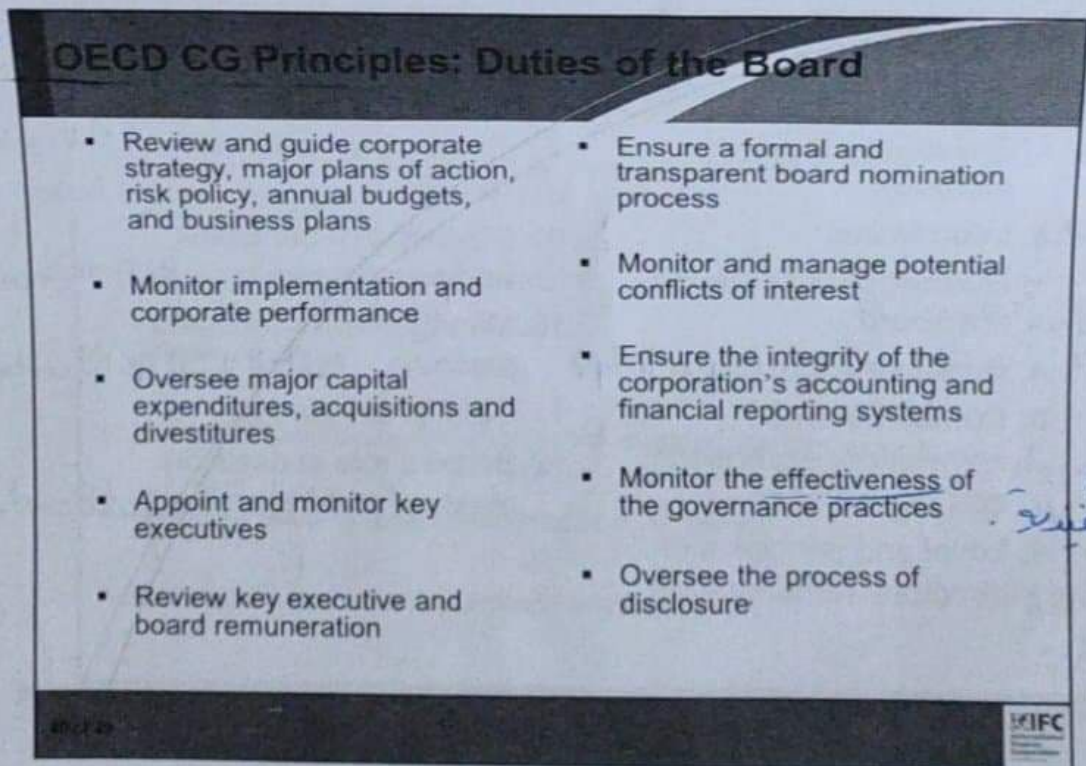 OECD CG Principles: Duties of the Board
▪ Review and guide corporate
strategy, major plans of action,
risk policy, annual budgets,
and business plans
▪ Monitor implementation and
corporate performance
▪ Oversee major capital
expenditures, acquisitions and
divestitures
▪ Appoint and monitor key
executives
▪ Review key executive and
board remuneration
▪ Ensure a formal and
transparent board nomination
process
▪ Monitor and manage potential
conflicts of interest
▪ Ensure the integrity of the
corporation's accounting and
financial reporting systems
▪ Monitor the effectiveness of
the governance practices
▪ Oversee the process of
disclosure
IFC